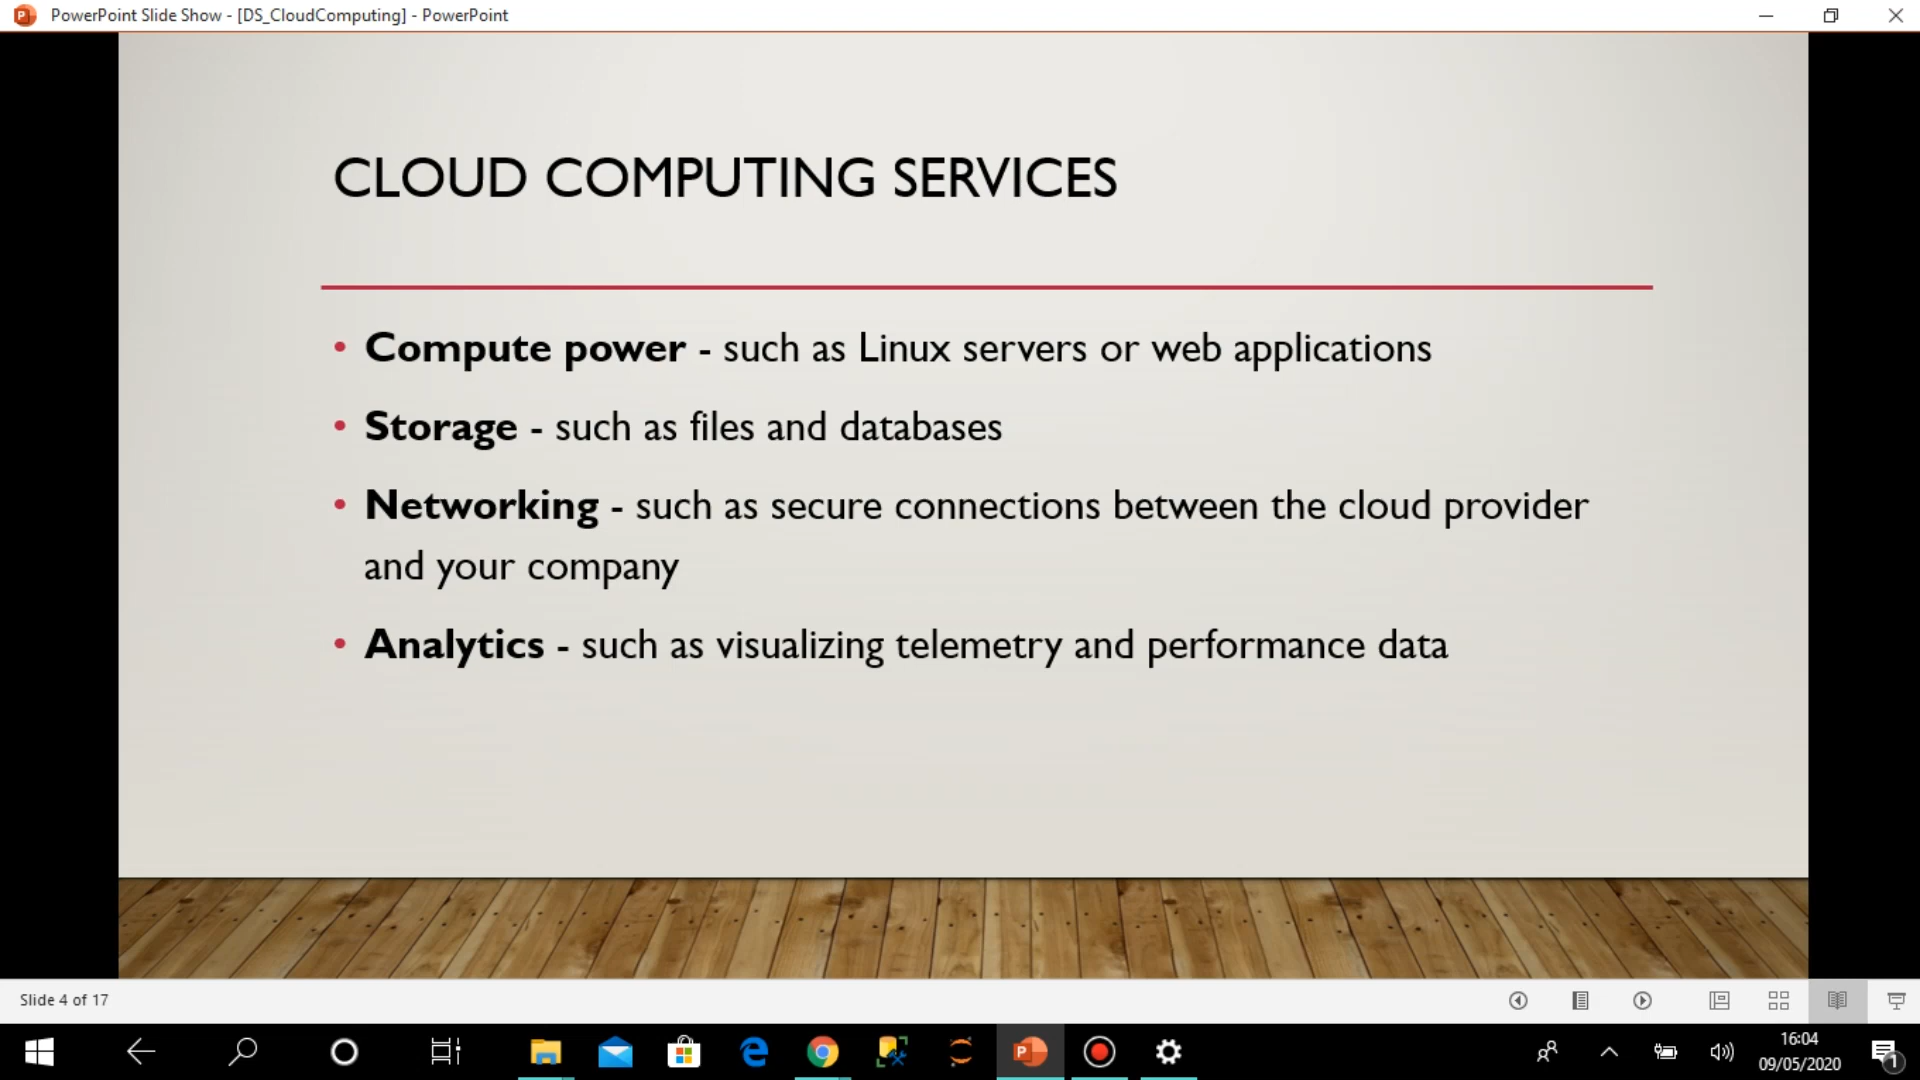 PowerPoint Slide Show - [DS_CloudComputing] - PowerPoint
CLOUD COMPUTING SERVICES
• Compute power - such as Linux servers or web applications
• Storage - such as files and databases
• Networking - such as secure connections between the cloud provider
and your company
• Analytics - such as visualizing telemetry and performance data
Slide 4 of 17
16:04
09/05/2020
1